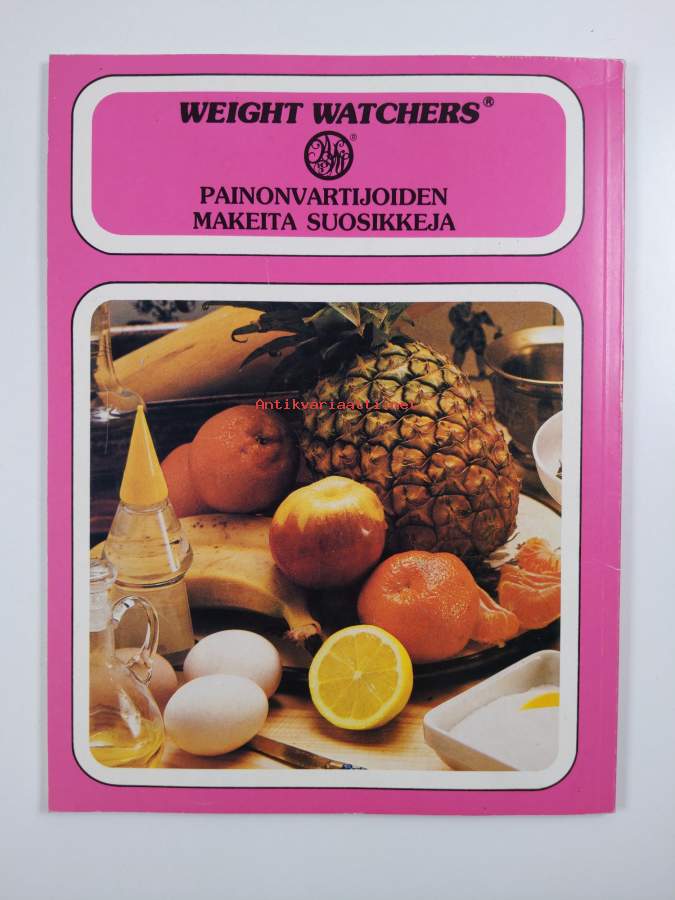 WEIGHT WATCHERS®
®
PAINONVARTIJOIDEN
MAKEITA SUOSIKKEJA
Antikvariaatti.net